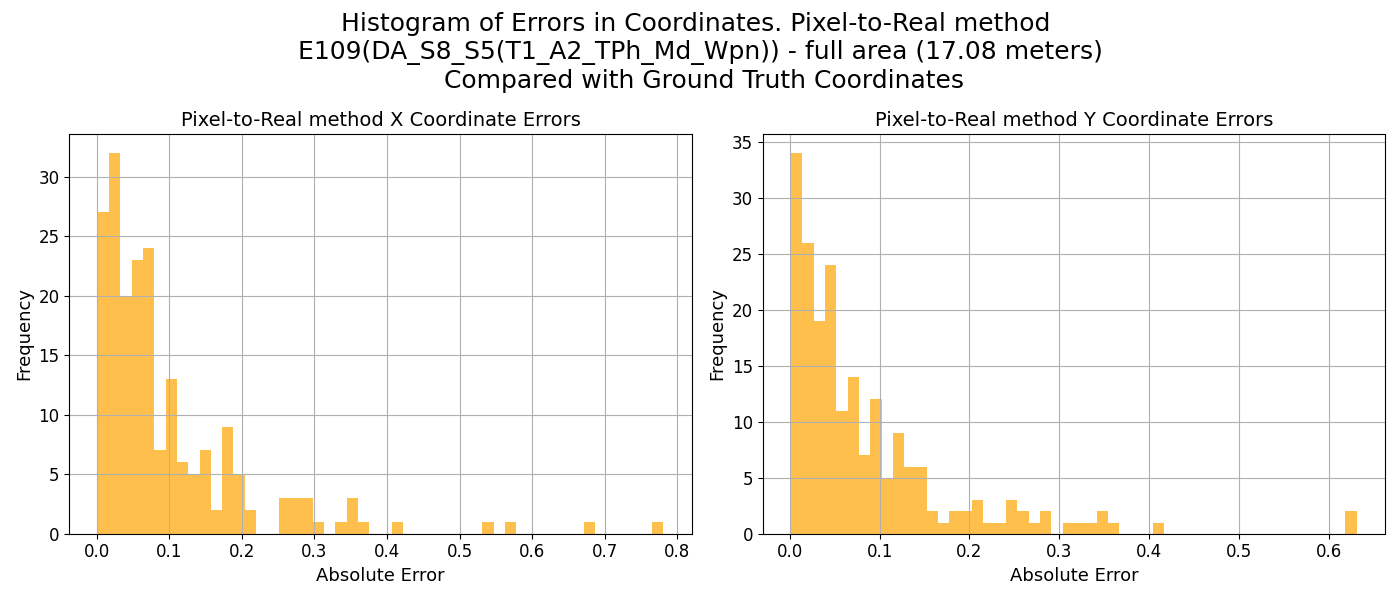 Histogram of Errors in Coordinates. Pixel-to-Real method
E109(DA_S8_S5(T1_A2_TPh_Md_Wpn)) - full area (17.08 meters)
Compared with Ground Truth Coordinates
Pixel-to-Real method X Coordinate Errors
Frequency
30
25
20
15
10
5
0
0.0 0.1 0.2 0.3 0.4 0.5 0.6 0.7 0.8
Absolute Error
Pixel-to-Real method Y Coordinate Errors
Frequency
35
30
25
20
15
10
5
0
0.0 0.1 0.2 0.3 0.4 0.5 0.6
Absolute Error